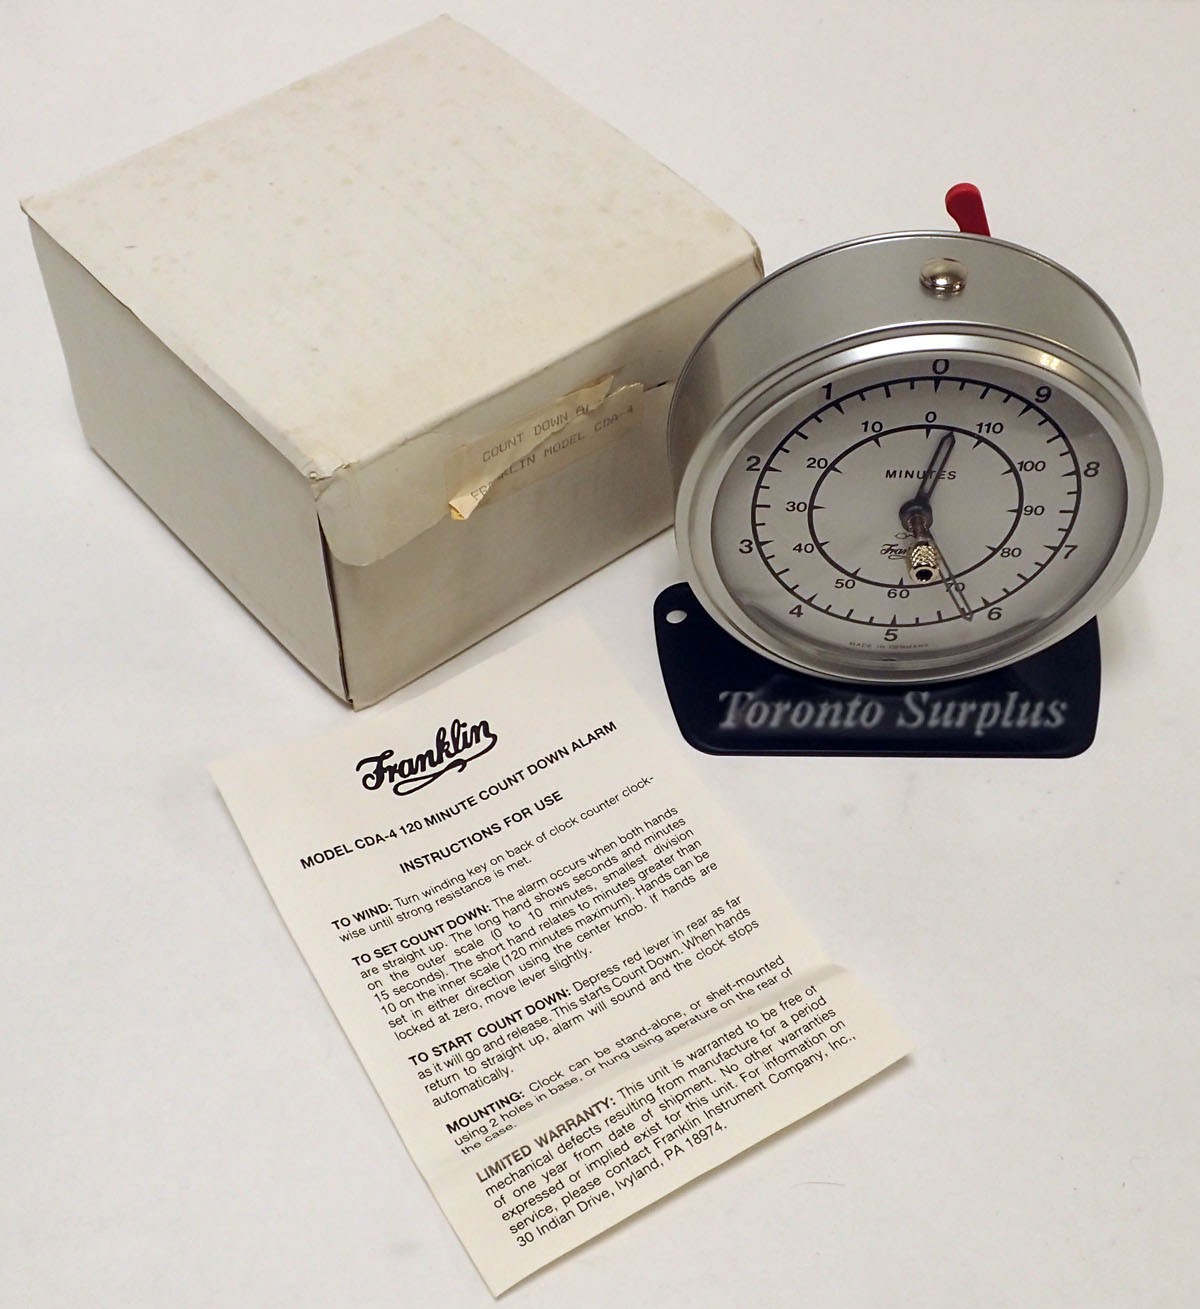 COUNT DOWN AL
FRANKLIN MODEL CDA-4
0
9
8
7
6
5
4
3
2
1
0
110
100
90
80
70
60
50
40
30
20
10
MINUTES
MADE IN GERMANY
Toronto Surplus
Franklin
MODEL CDA-4 120 MINUTE COUNT DOWN ALARM
INSTRUCTIONS FOR USE
TO WIND: Turn winding key on back of clock counter clock-
wise until strong resistance is met.
TO SET COUNT DOWN: The alarm occurs when both hands
are straight up. The long hand shows seconds and minutes
on the outer scale (0 to 10 minutes, smallest division
15 seconds). The short hand relates to minutes greater than
10 on the inner scale (120 minutes maximum). Hands can be
set in either direction using the center knob. If hands are
locked at zero, move lever slightly.
TO START COUNT DOWN: Depress red lever in rear as far
as it will go and release. This starts Count Down. When hands
return to straight up, alarm will sound and the clock stops
automatically.
MOUNTING: Clock can be stand-alone, or shelf-mounted
using 2 holes in base, or hung using aperature on the rear of
the case.
LIMITED WARRANTY: This unit is warranted to be free of
mechanical defects resulting from manufacture for a period
of one year from date of shipment. No other warranties
expressed or implied exist for this unit. For information on
service, please contact Franklin Instrument Company, Inc.,
30 Indian Drive, Ivyland, PA 18974.